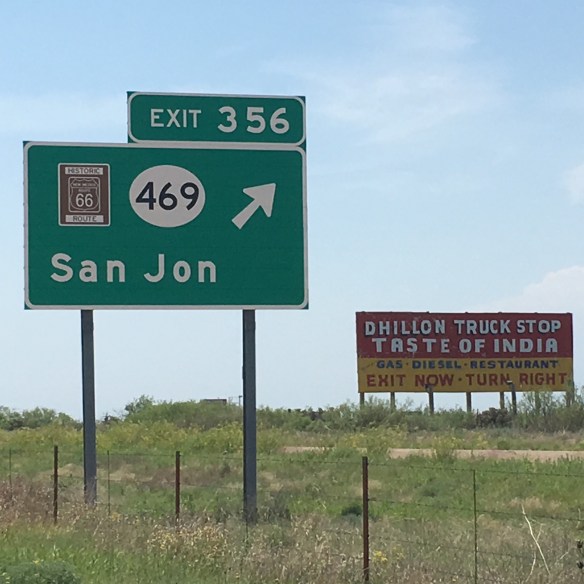 EXIT 356
HISTORIC
NEW MEXICO
ROUTE
66
ROUTE
469
San Jon
DHILLON TRUCK STOP
TASTE OF INDIA
GAS · DIESEL · RESTAURANT
EXIT NOW · TURN RIGHT